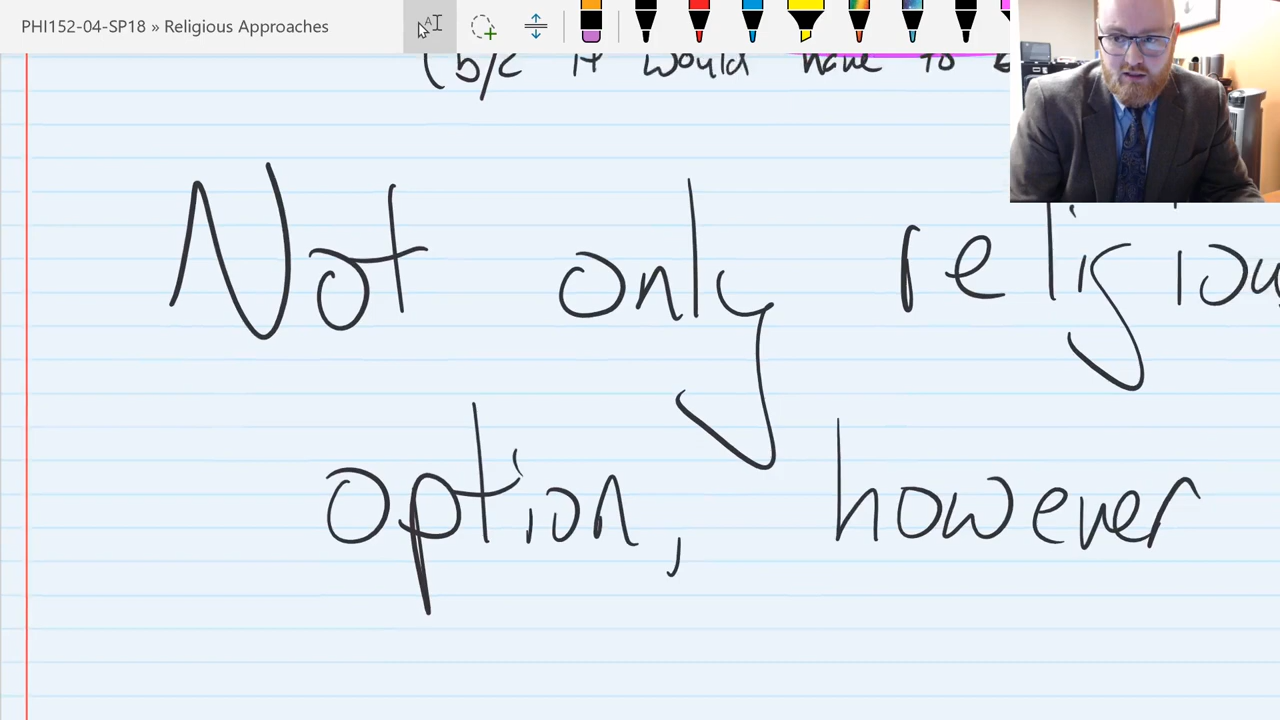 PHI152-04-SP18 » Religious Approaches
(b/c it would have to
Not only religiou
option, however